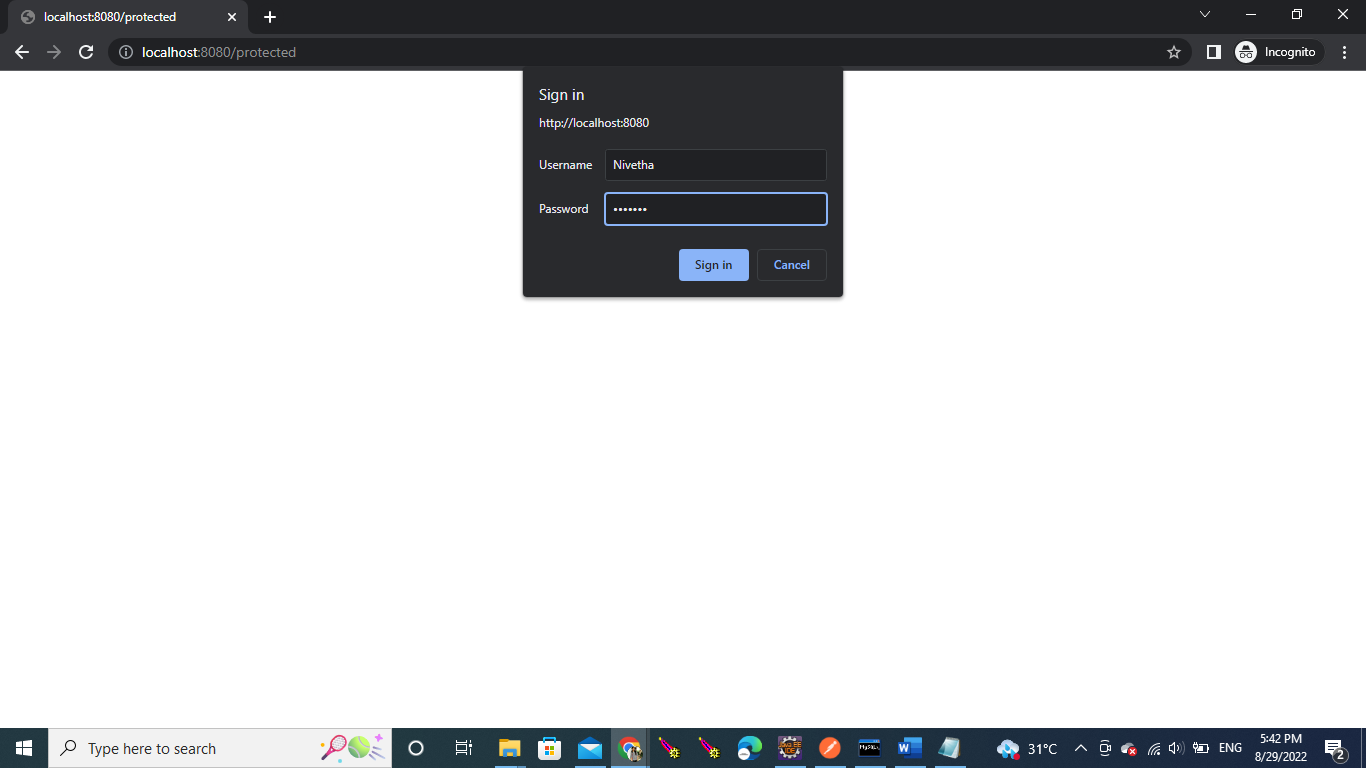 localhost:8080/protected
localhost:8080/protected
Incognito
Sign in
http://localhost:8080
Username
Nivetha
Password
•••••••
Sign in
Cancel
Type here to search
MySQL
31°C
ENG
5:42 PM
8/29/2022
2